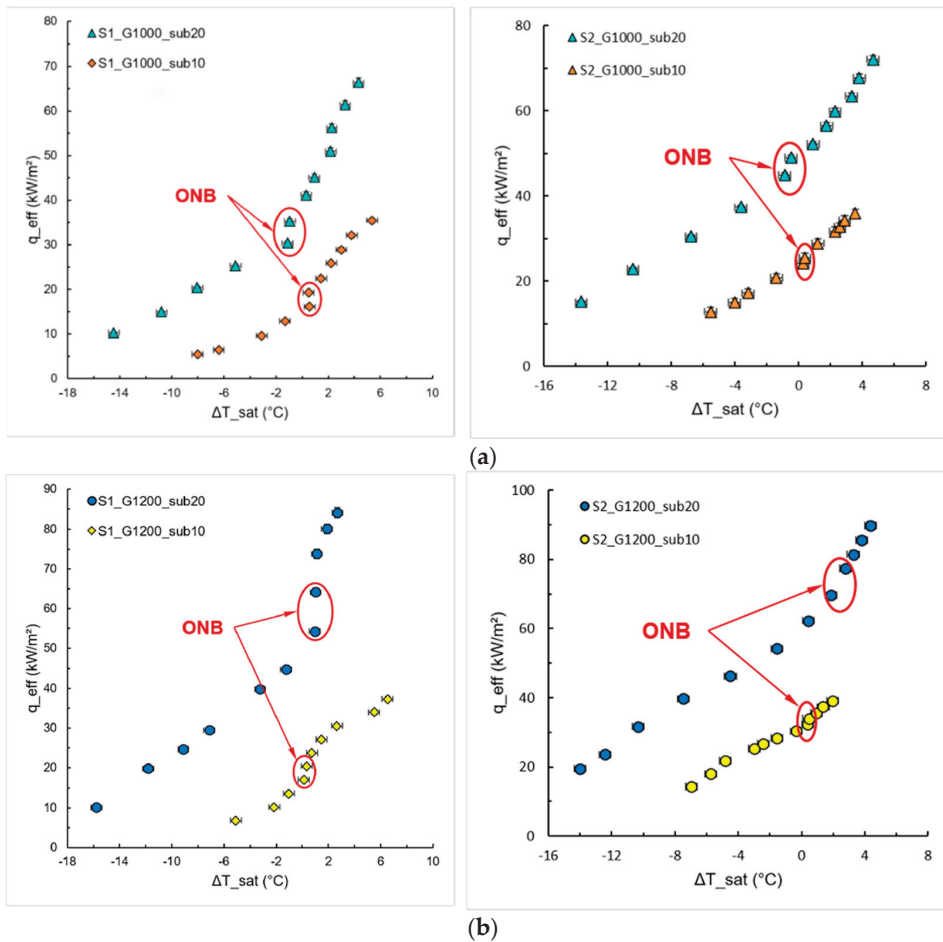 S1_G1000_sub20
S1_G1000_sub10
ONB
q_eff (kW/m²)
80
70
60
50
40
30
20
10
0
-18
-14
-10
-6
-2
2
6
10
ΔT_sat (°C)
S2_G1000_sub20
S2_G1000_sub10
ONB
q_eff (kW/m²)
80
60
40
20
0
-16
-12
-8
-4
0
4
8
ΔT_sat (°C)
(a)
S1_G1200_sub20
S1_G1200_sub10
ONB
q_eff (kW/m²)
90
80
70
60
50
40
30
20
10
0
-18
-14
-10
-6
-2
2
6
10
ΔT_sat (°C)
S2_G1200_sub20
S2_G1200_sub10
ONB
q_eff (kW/m²)
100
80
60
40
20
0
-16
-12
-8
-4
0
4
8
ΔT_sat (°C)
(b)